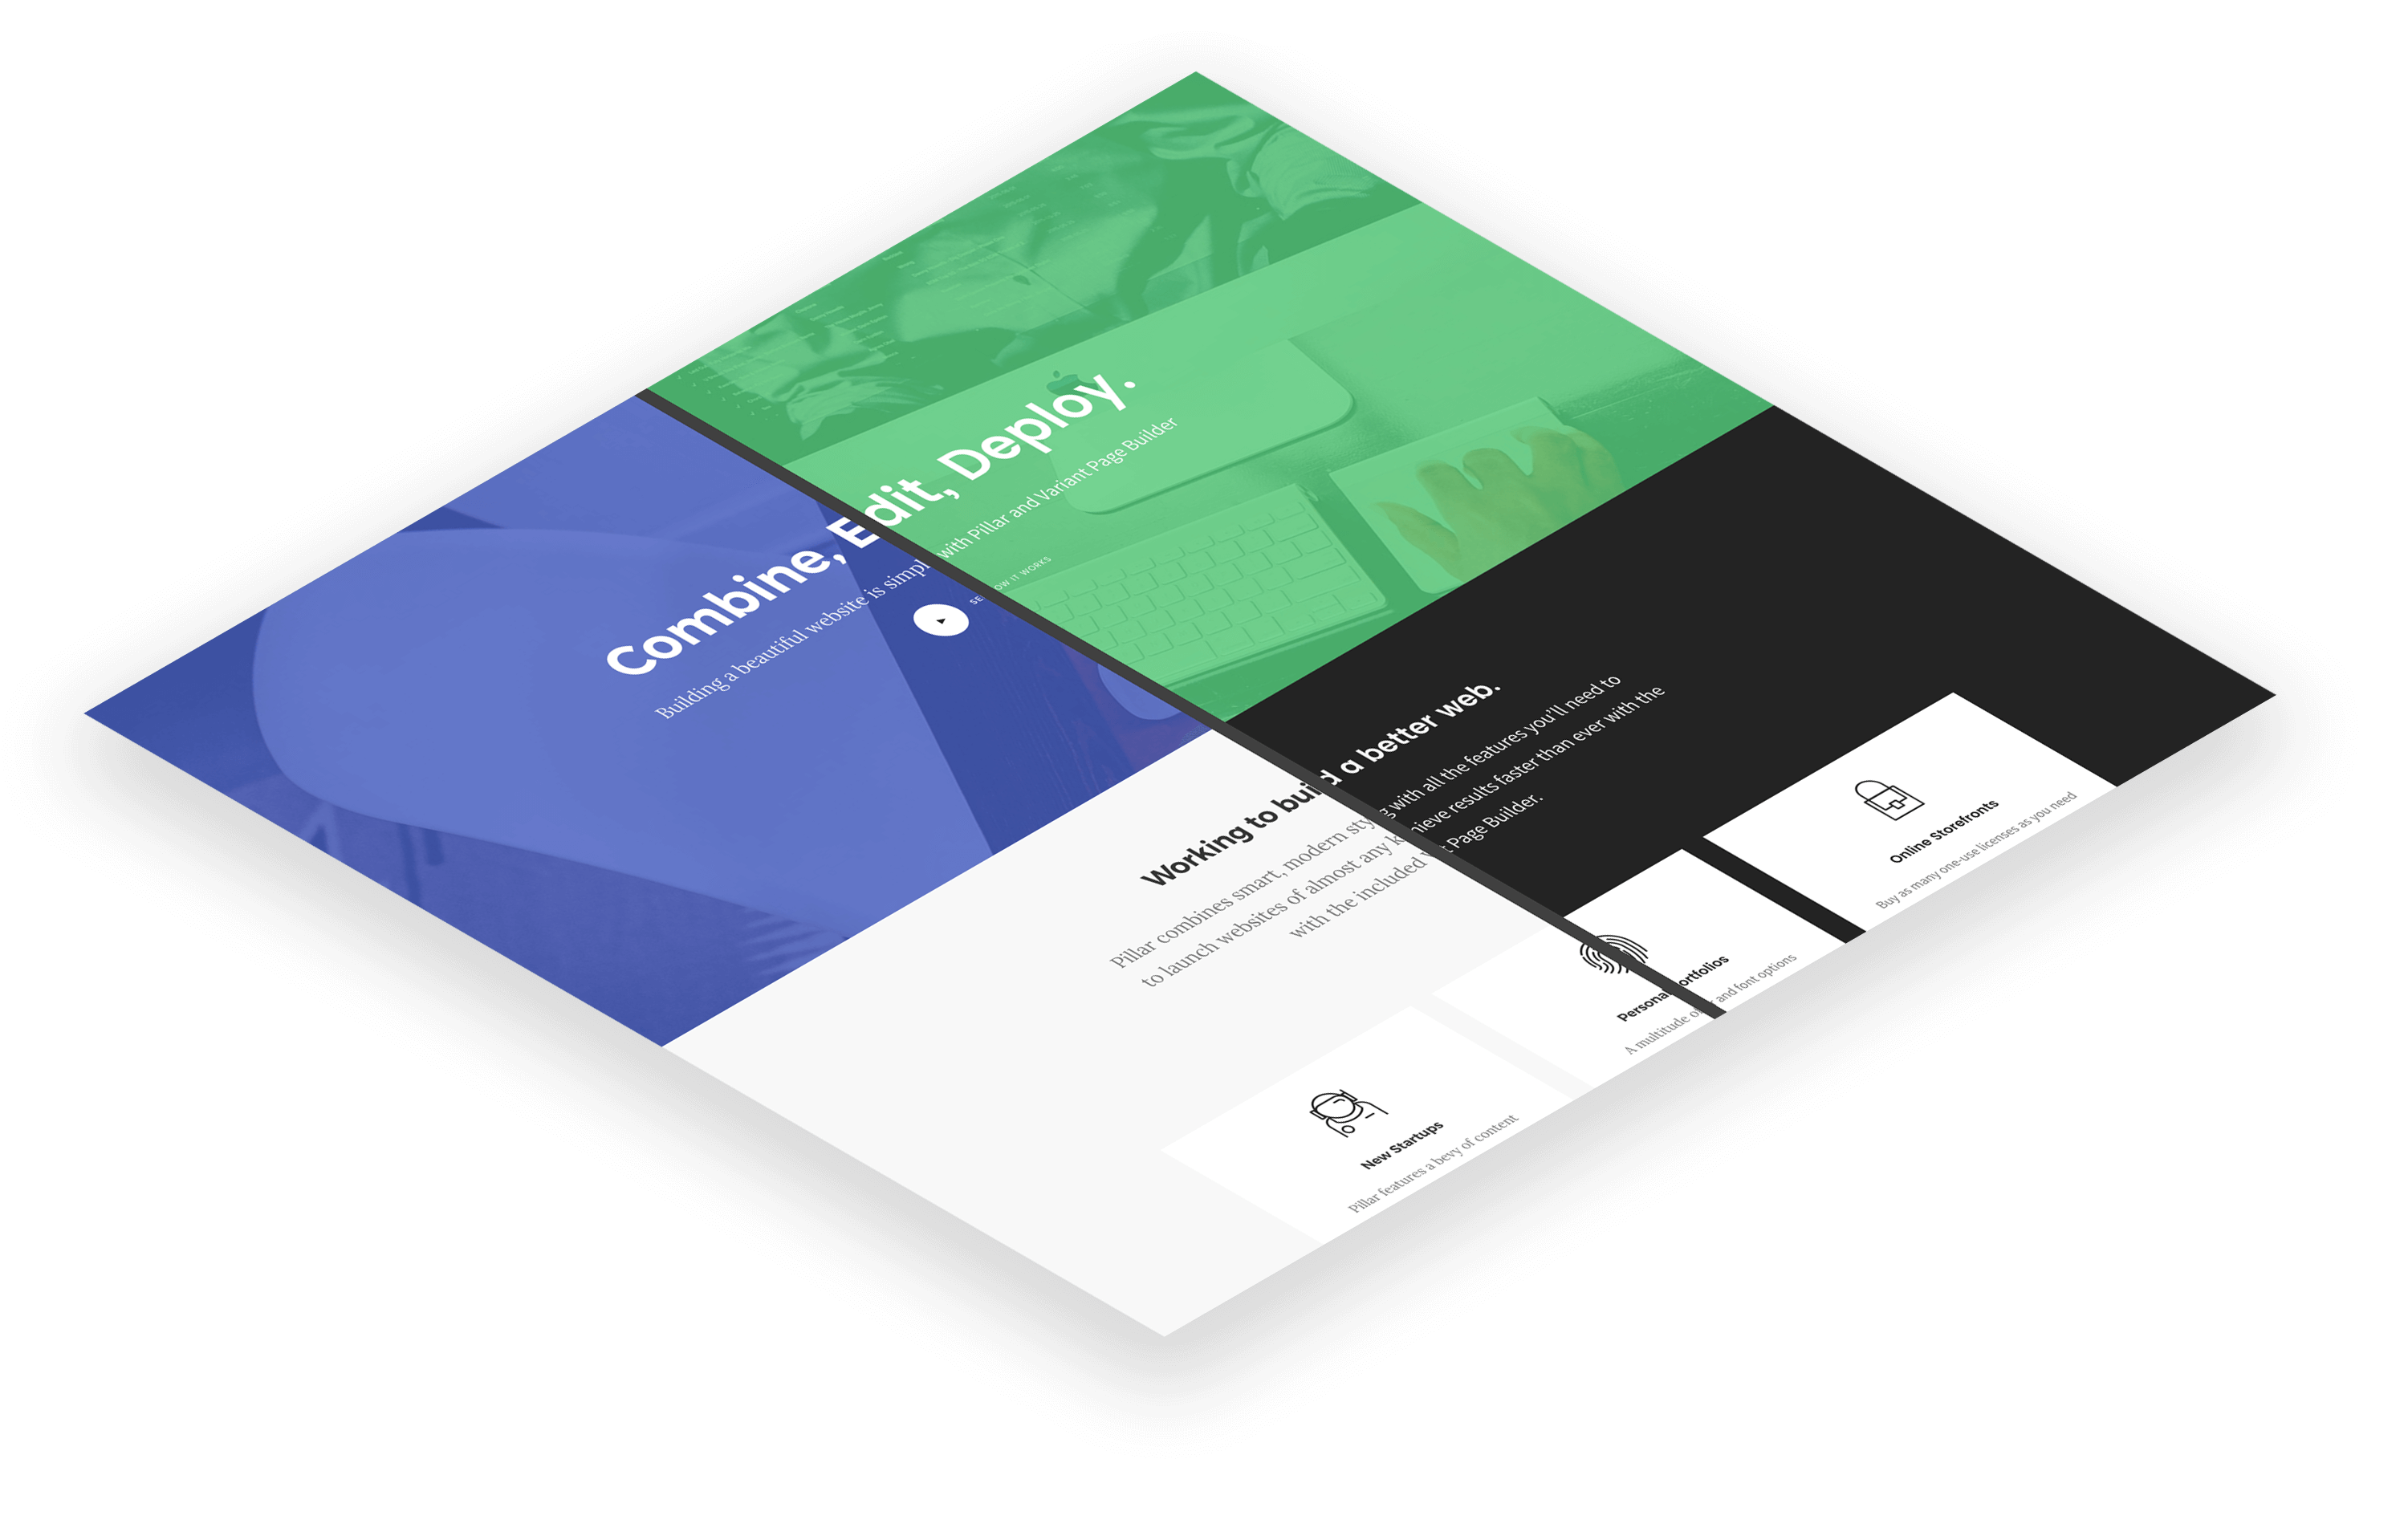 Combine, Edit, Deploy.
Building a beautiful website is simpl with Pillar and Variant Page Builder
SE OW IT WORKS
Working to build a better web.
Pillar combines smart, modern sty g with all the features you'll need to
to launch websites of almost any k hieve results faster than ever with the
with the included V t Page Builder.
Online Storefronts
Buy as many one-use licenses as you need
Persona ortfolios
A multitude of and font options
New Startups
Pillar features a bevy of content